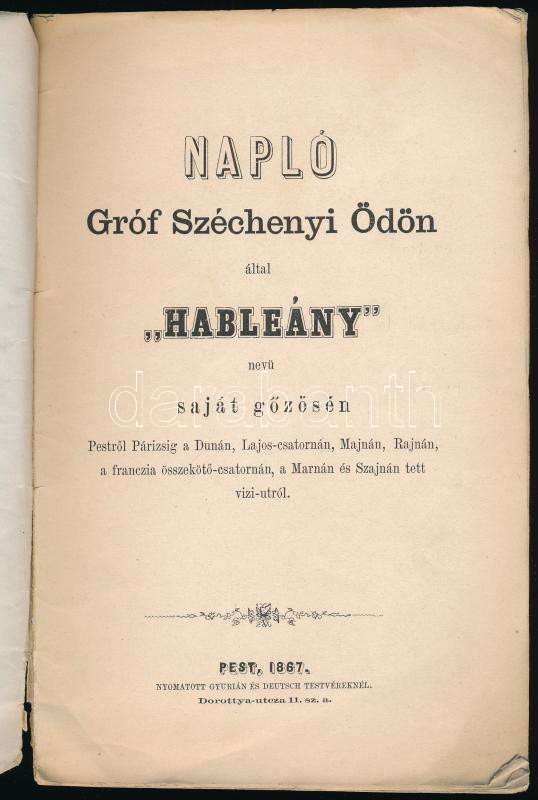 NAPLÓ
Gróf Széchenyi Ödön
által
„HABLEÁNY”
nevü
saját gőzösén
Pestről Párizsig a Dunán, Lajos-csatornán, Majnán, Rajnán,
a franczia összekötő-csatornán, a Marnán és Szajnán tett
vizi-utról.
PEST, 1867.
NYOMATOTT GYURIÁN ÉS DEUTSCH TESTVÉREKNÉL.
Dorottya-utcza 11. sz. a.
darabanth